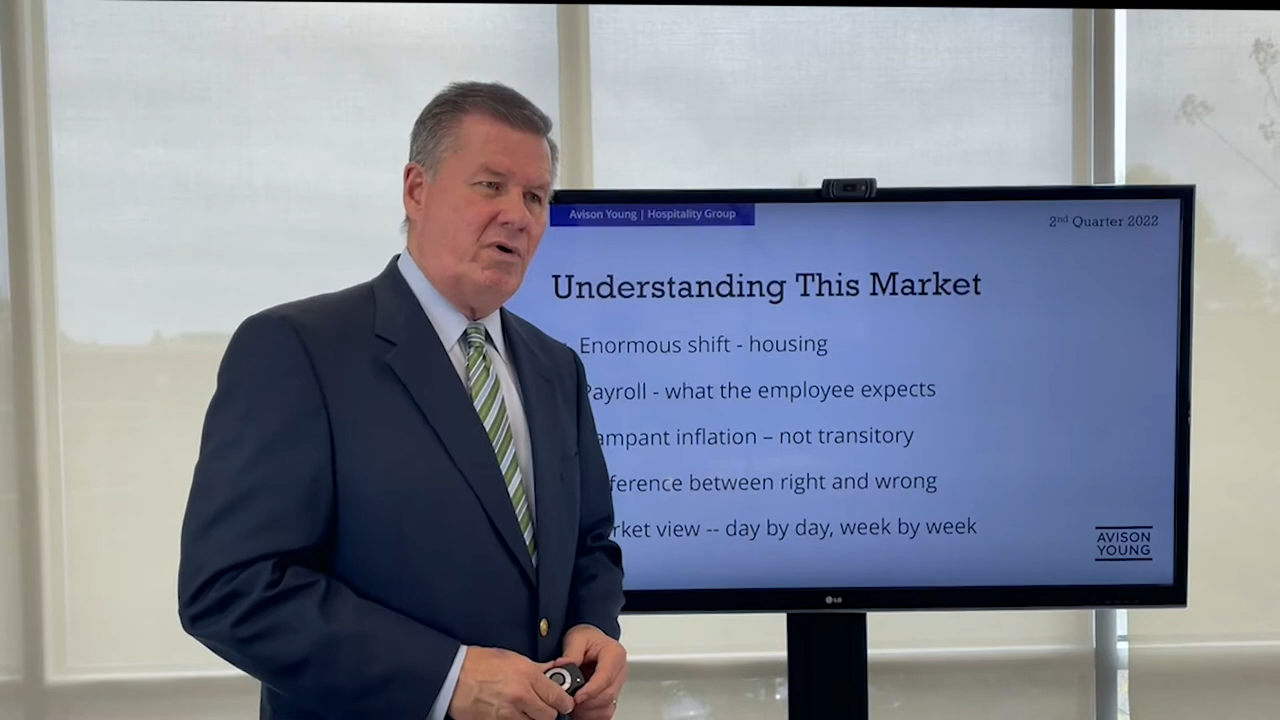 Avison Young | Hospitality Group
2nd Quarter 2022
Understanding This Market
Enormous shift - housing
Payroll - what the employee expects
ampant inflation – not transitory
ference between right and wrong
rket view -- day by day, week by week
AVISON
YOUNG
LG